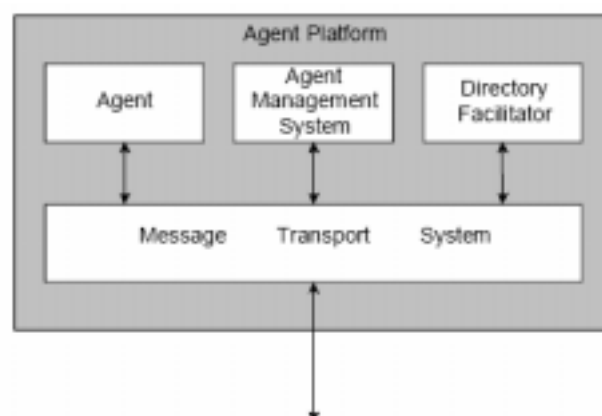 Agent Platform
Agent
Agent
Management
System
Directory
Facilitator
Message Transport System